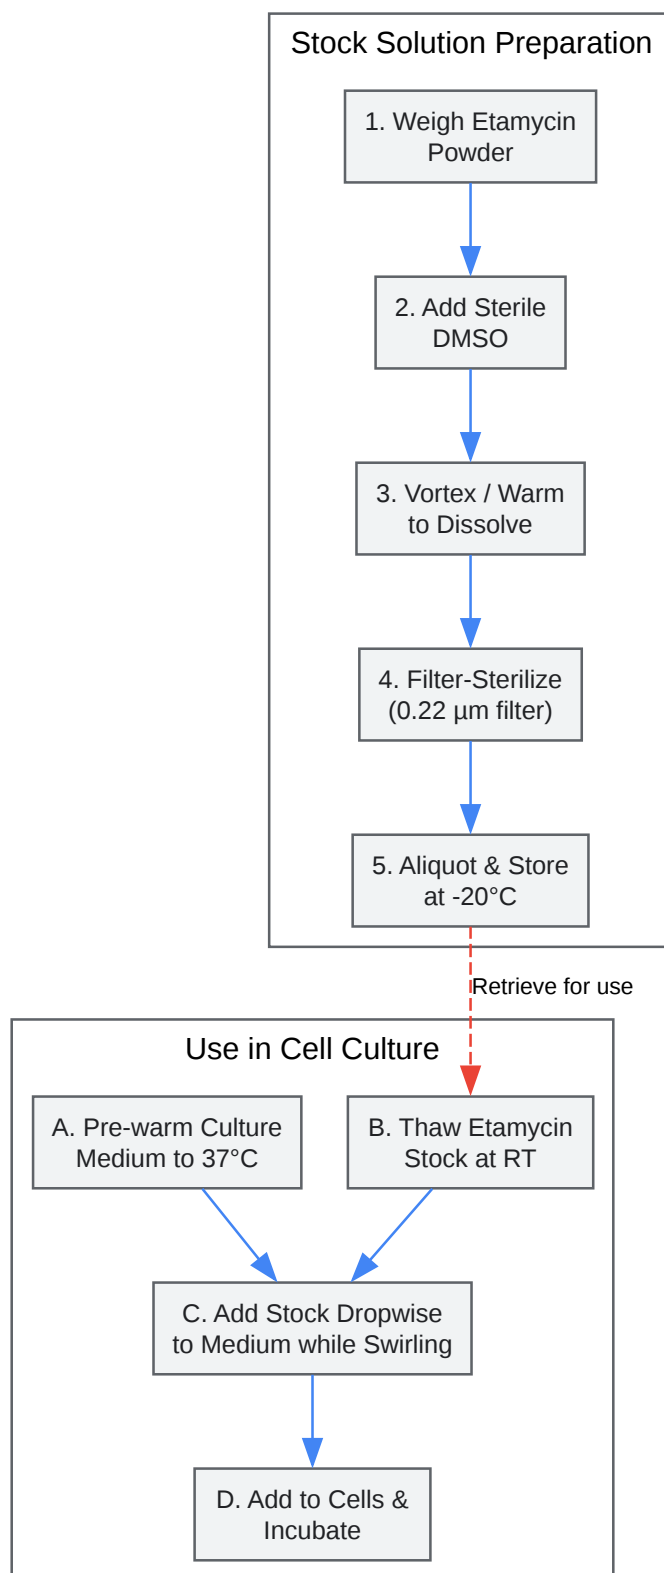 Stock Solution Preparation
1. Weigh Etamycin
Powder
2. Add Sterile
DMSO
3. Vortex / Warm
to Dissolve
4. Filter-Sterilize
(0.22 µm filter)
5. Aliquot & Store
at -20°C
Retrieve for use
Use in Cell Culture
A. Pre-warm Culture
Medium to 37°C
B. Thaw Etamycin
Stock at RT
C. Add Stock Dropwise
to Medium while Swirling
D. Add to Cells &
Incubate